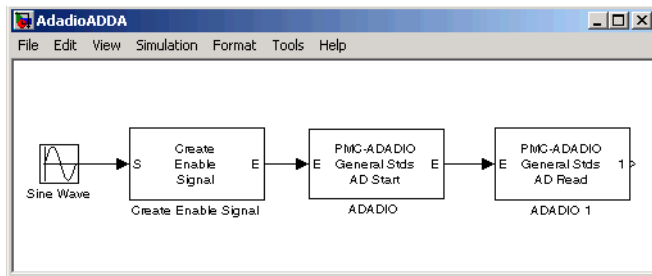 AdadioADDA
File Edit View Simulation Format Tools Help
Sine Wave
S
Create
Enable
Signal
E
Create Enable Signal
E
PMC-ADADIO
General Stds
AD Start
E
ADADIO
E
PMC-ADADIO
General Stds
AD Read
1
ADADIO 1